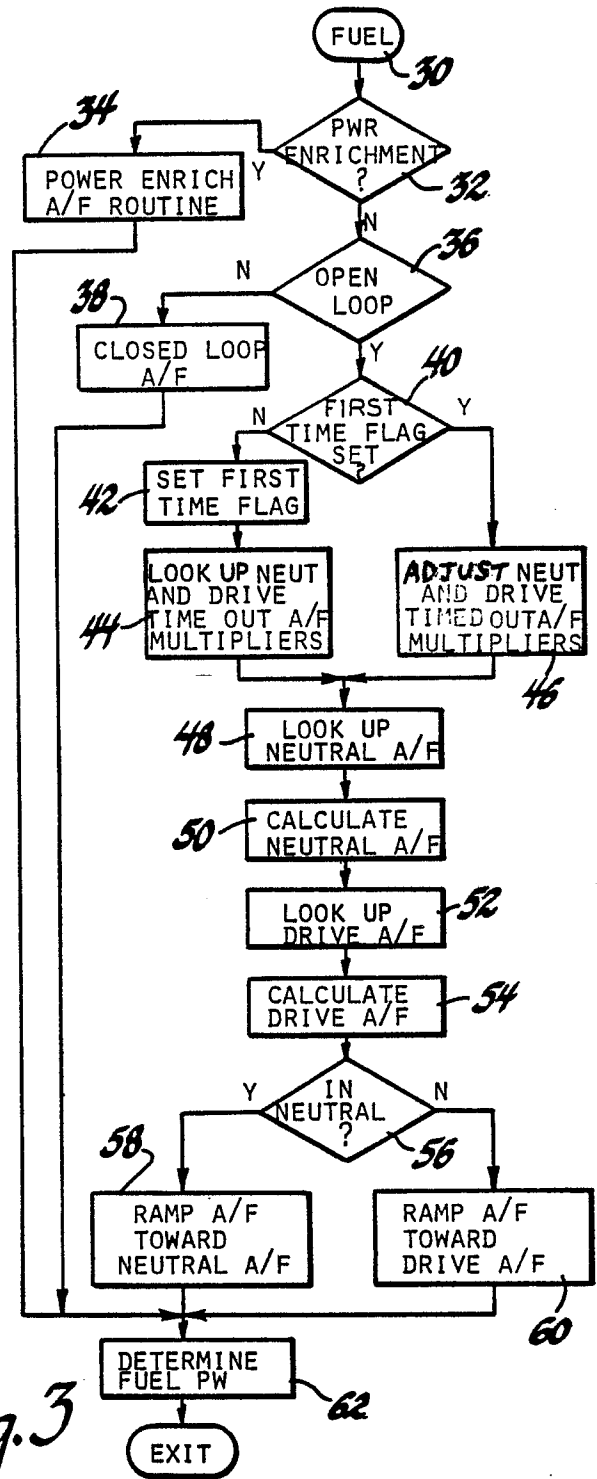 FUEL
30
PWR
ENRICHMENT
?
32
Y
N
34
POWER ENRICH
A/F ROUTINE
36
OPEN
LOOP
N
Y
38
CLOSED LOOP
A/F
40
FIRST
TIME FLAG
SET
?
N
Y
42
SET FIRST
TIME FLAG
44
LOOK UP NEUT
AND DRIVE
TIME OUT A/F
MULTIPLIERS
ADJUST NEUT
AND DRIVE
TIMED OUT A/F
MULTIPLIERS
46
48
LOOK UP
NEUTRAL A/F
50
CALCULATE
NEUTRAL A/F
LOOK UP
DRIVE A/F
52
CALCULATE
DRIVE A/F
54
Y
IN
NEUTRAL
?
N
56
58
RAMP A/F
TOWARD
NEUTRAL A/F
RAMP A/F
TOWARD
DRIVE A/F
60
DETERMINE
FUEL PW
62
EXIT
g.3